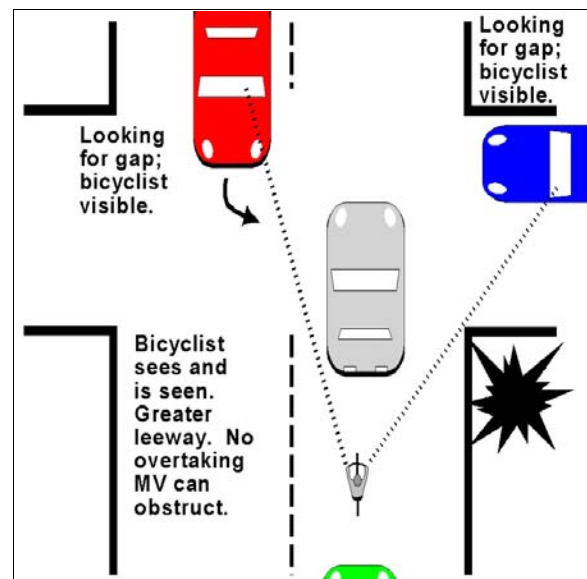 Looking
for gap;
bicyclist
visible.
Looking
for gap;
bicyclist
visible.
Bicyclist
sees and
is seen.
Greater
leeway. No
overtaking
MV can
obstruct.